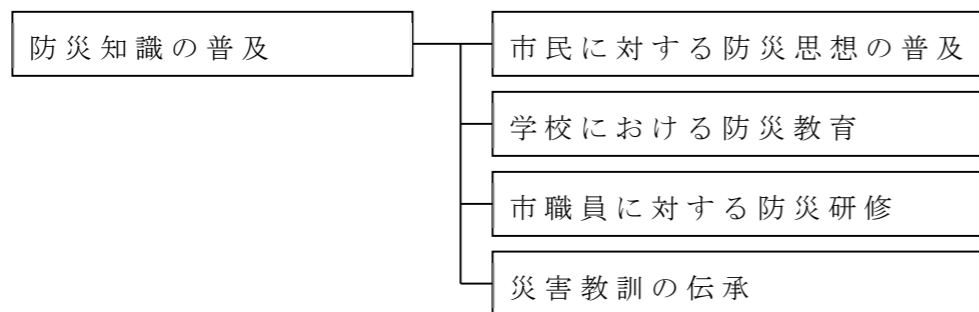 防災知識の普及
市民に対する防災思想の普及
学校における防災教育
市職員に対する防災研修
災害教訓の伝承